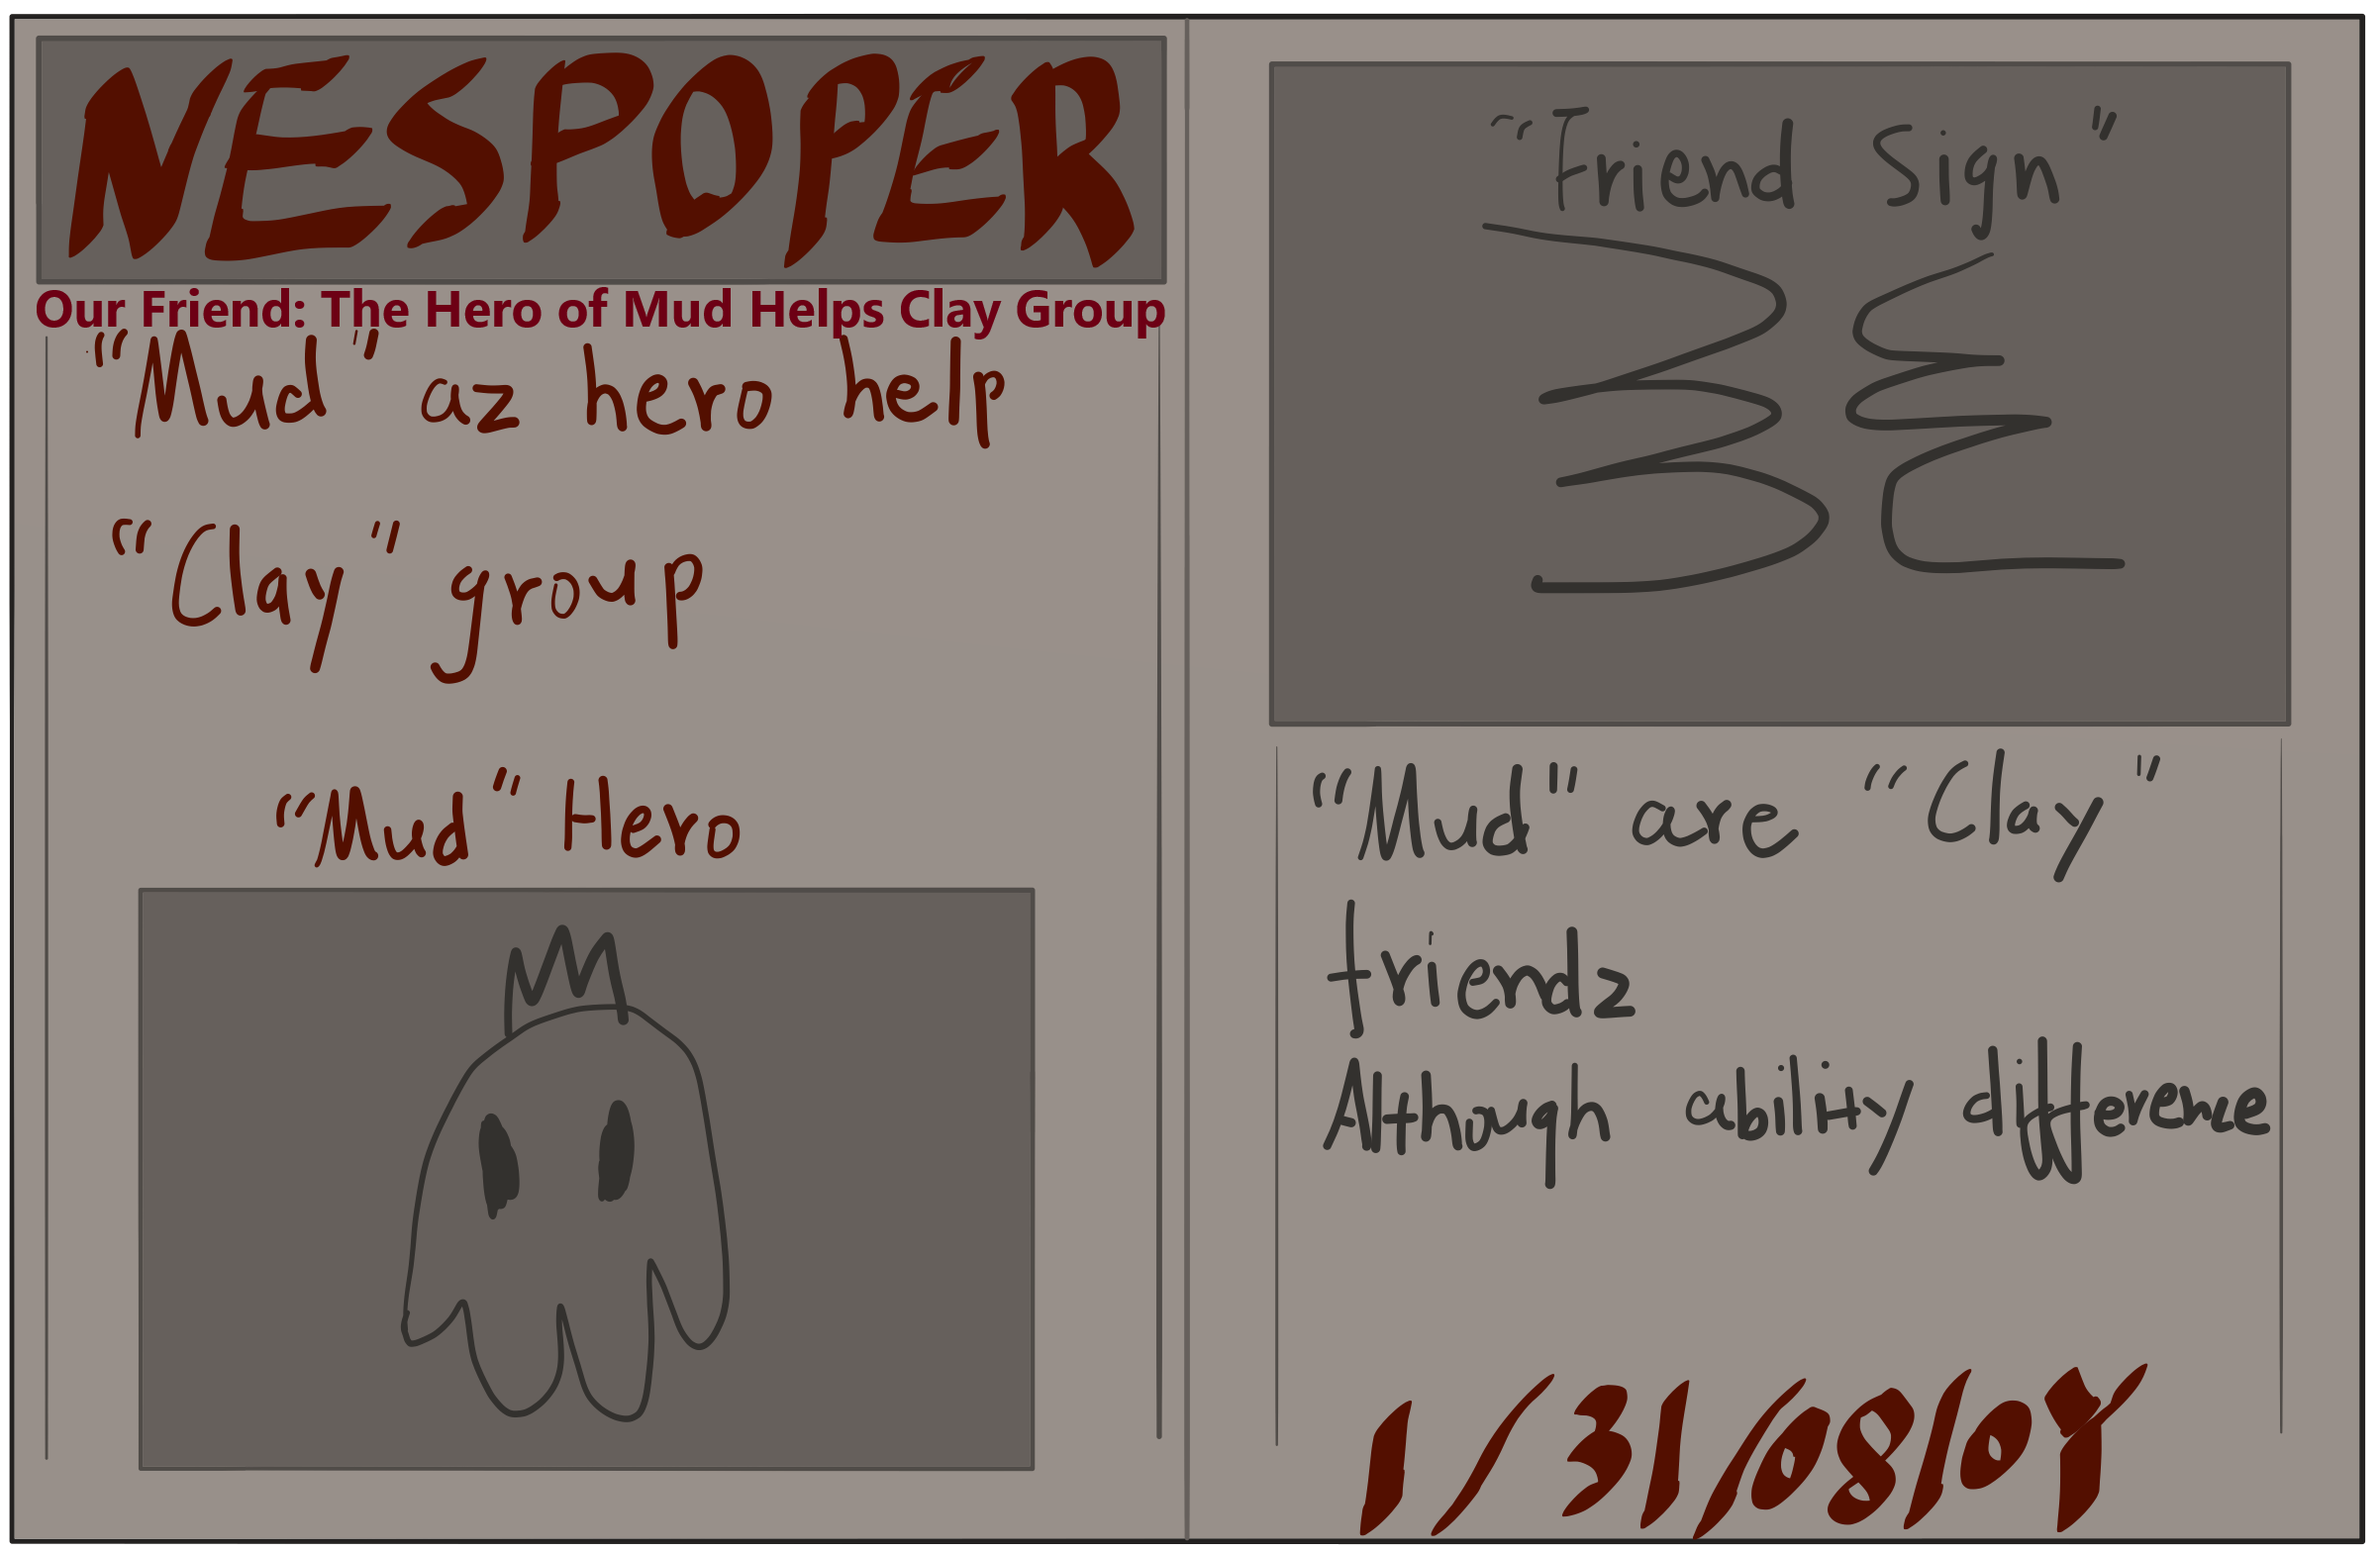 NESPOPER
Our Friend: The Hero of Mud Helps Clay Group
"Mud" az hero help
"Clay" group
"Mud" Hero
"Friend Sign"
"Mud" are "Clay"
friendz
Although ability difference
1/31/08/09